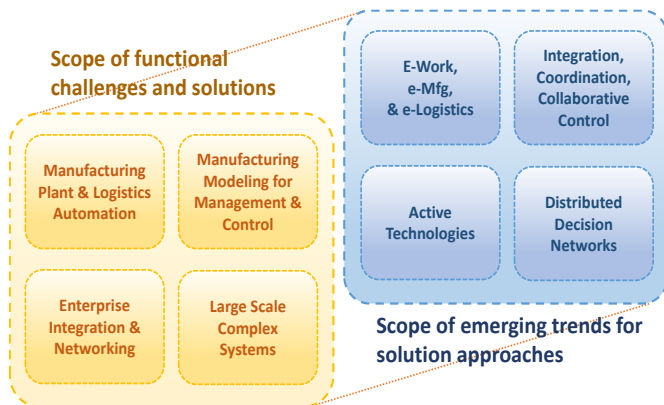 Scope of functional
challenges and solutions
Manufacturing
Plant & Logistics
Automation
Manufacturing
Modeling for
Management &
Control
Enterprise
Integration &
Networking
Large Scale
Complex
Systems
E-Work,
e-Mfg,
& e-Logistics
Integration,
Coordination,
Collaborative
Control
Active
Technologies
Distributed
Decision
Networks
Scope of emerging trends for
solution approaches